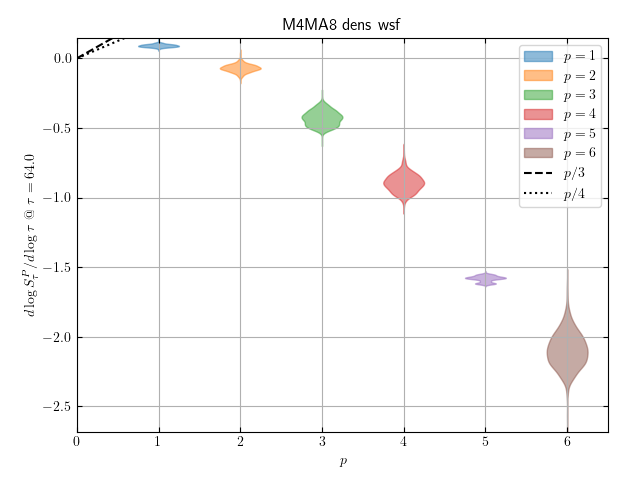 M4MA8 dens wsf
d log S_τ^P / d log τ @ τ = 64.0
0.0
−0.5
−1.0
−1.5
−2.0
−2.5
0 1 2 3 4 5 6
p
p = 1
p = 2
p = 3
p = 4
p = 5
p = 6
p/3
p/4